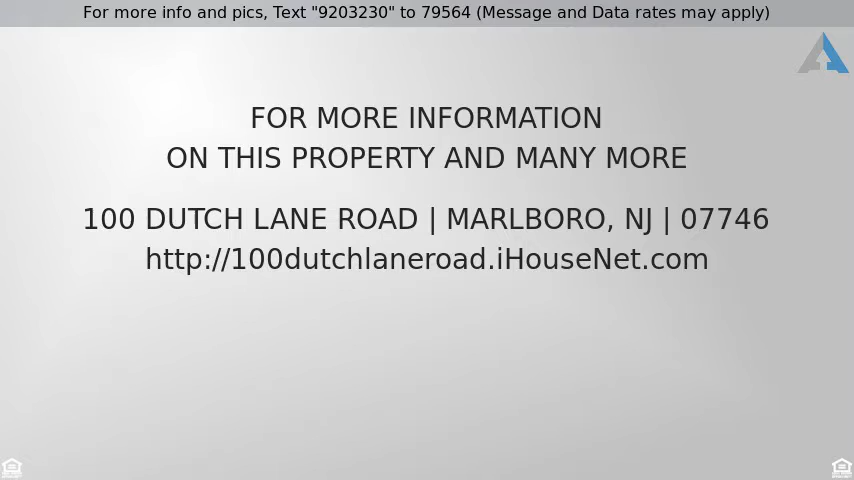 For more info and pics, Text "9203230" to 79564 (Message and Data rates may apply)
FOR MORE INFORMATION
ON THIS PROPERTY AND MANY MORE
100 DUTCH LANE ROAD | MARLBORO, NJ | 07746
http://100dutchlaneroad.iHouseNet.com